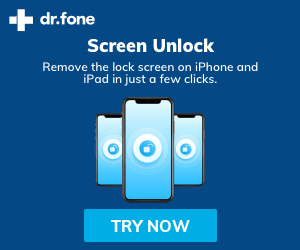 dr.fone
Screen Unlock
Remove the lock screen on iPhone and
iPad in just a few clicks.
TRY NOW